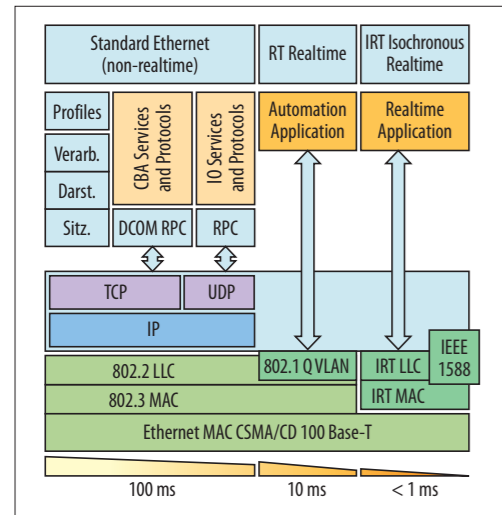 Standard Ethernet
(non-realtime)
RT Realtime
IRT Isochronous
Realtime
Profiles
Verarb.
Darst.
Sitz.
CBA Services
and Protocols
IO Services
and Protocols
Automation
Application
Realtime
Application
DCOM RPC
RPC
TCP
UDP
IP
802.2 LLC
802.1 Q VLAN
IRT LLC
IEEE
1588
802.3 MAC
IRT MAC
Ethernet MAC CSMA/CD 100 Base-T
100 ms
10 ms
< 1 ms